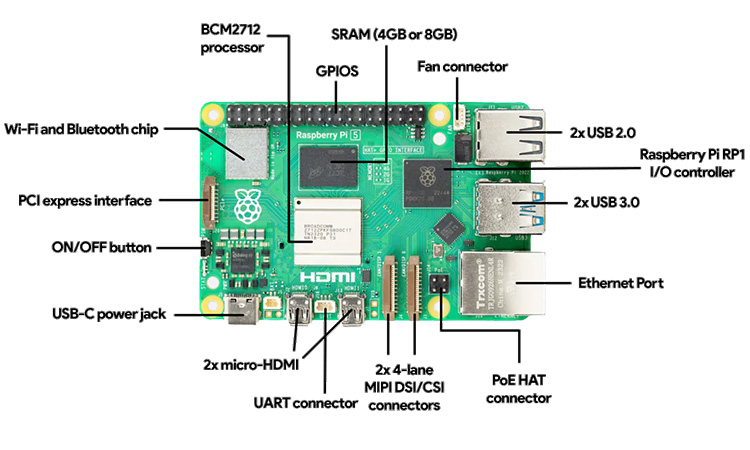 BCM2712
processor
SRAM (4GB or 8GB)
GPIOS
Fan connector
Wi-Fi and Bluetooth chip
2x USB 2.0
Raspberry Pi 5
Raspberry Pi RP1
I/O controller
PCI express interface
2x USB 3.0
ON/OFF button
HDMI
Ethernet Port
Trxcom
USB-C power jack
2x micro-HDMI
UART connector
2x 4-lane
MIPI DSI/CSI
connectors
PoE HAT
connector